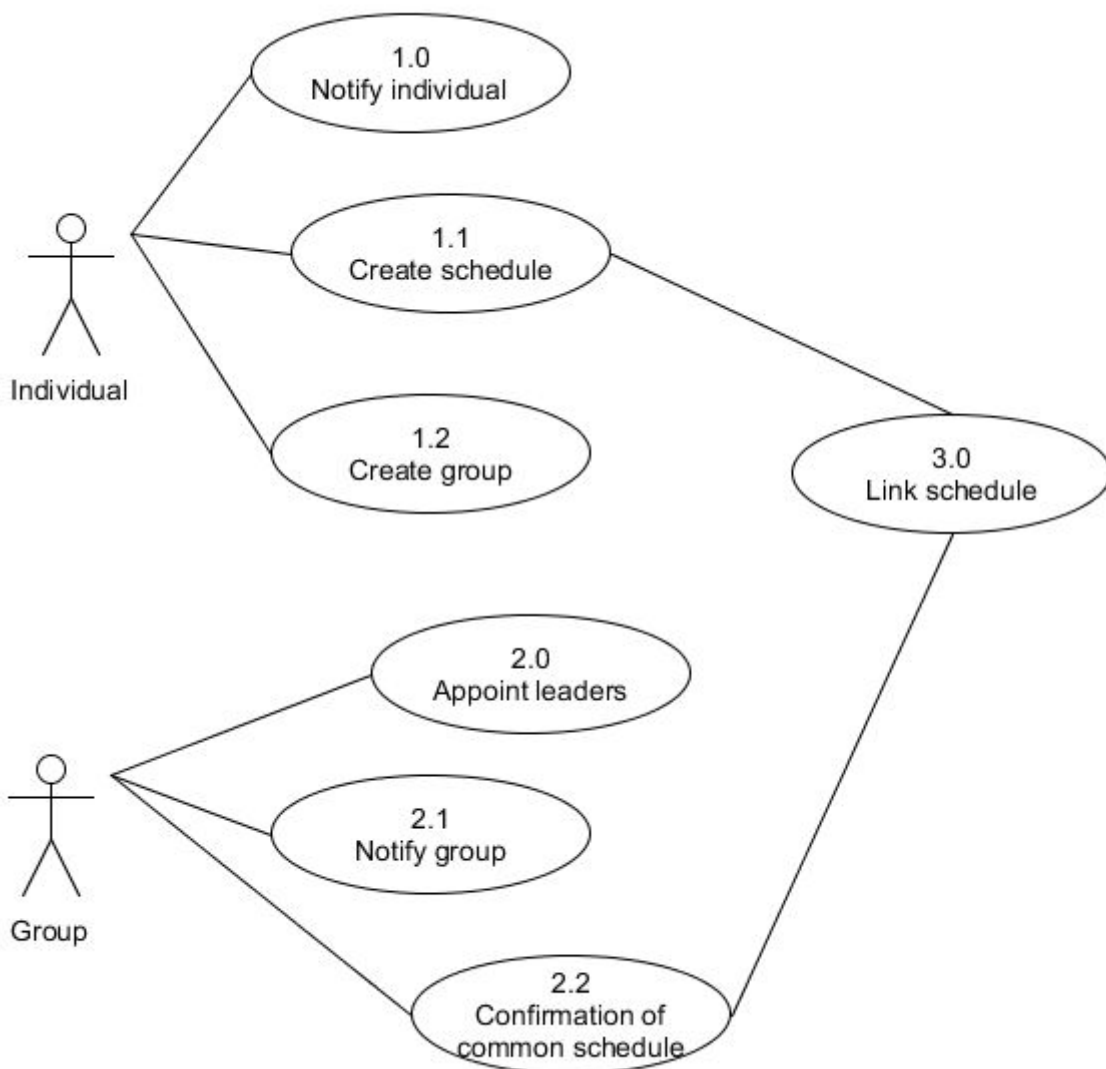 1.0
Notify individual
1.1
Create schedule
Individual
1.2
Create group
3.0
Link schedule
2.0
Appoint leaders
2.1
Notify group
Group
2.2
Confirmation of
common schedule